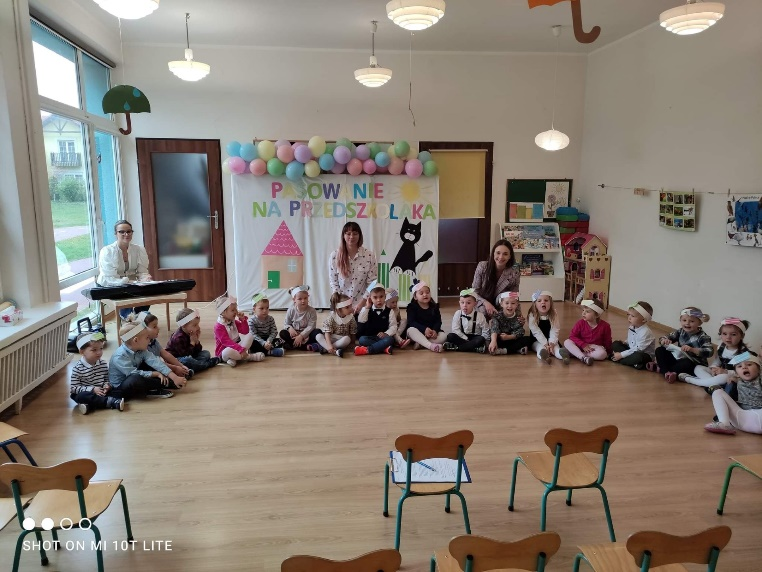 PASOWANIE
NA PRZEDSZKOLAKA
SHOT ON MI 10T LITE